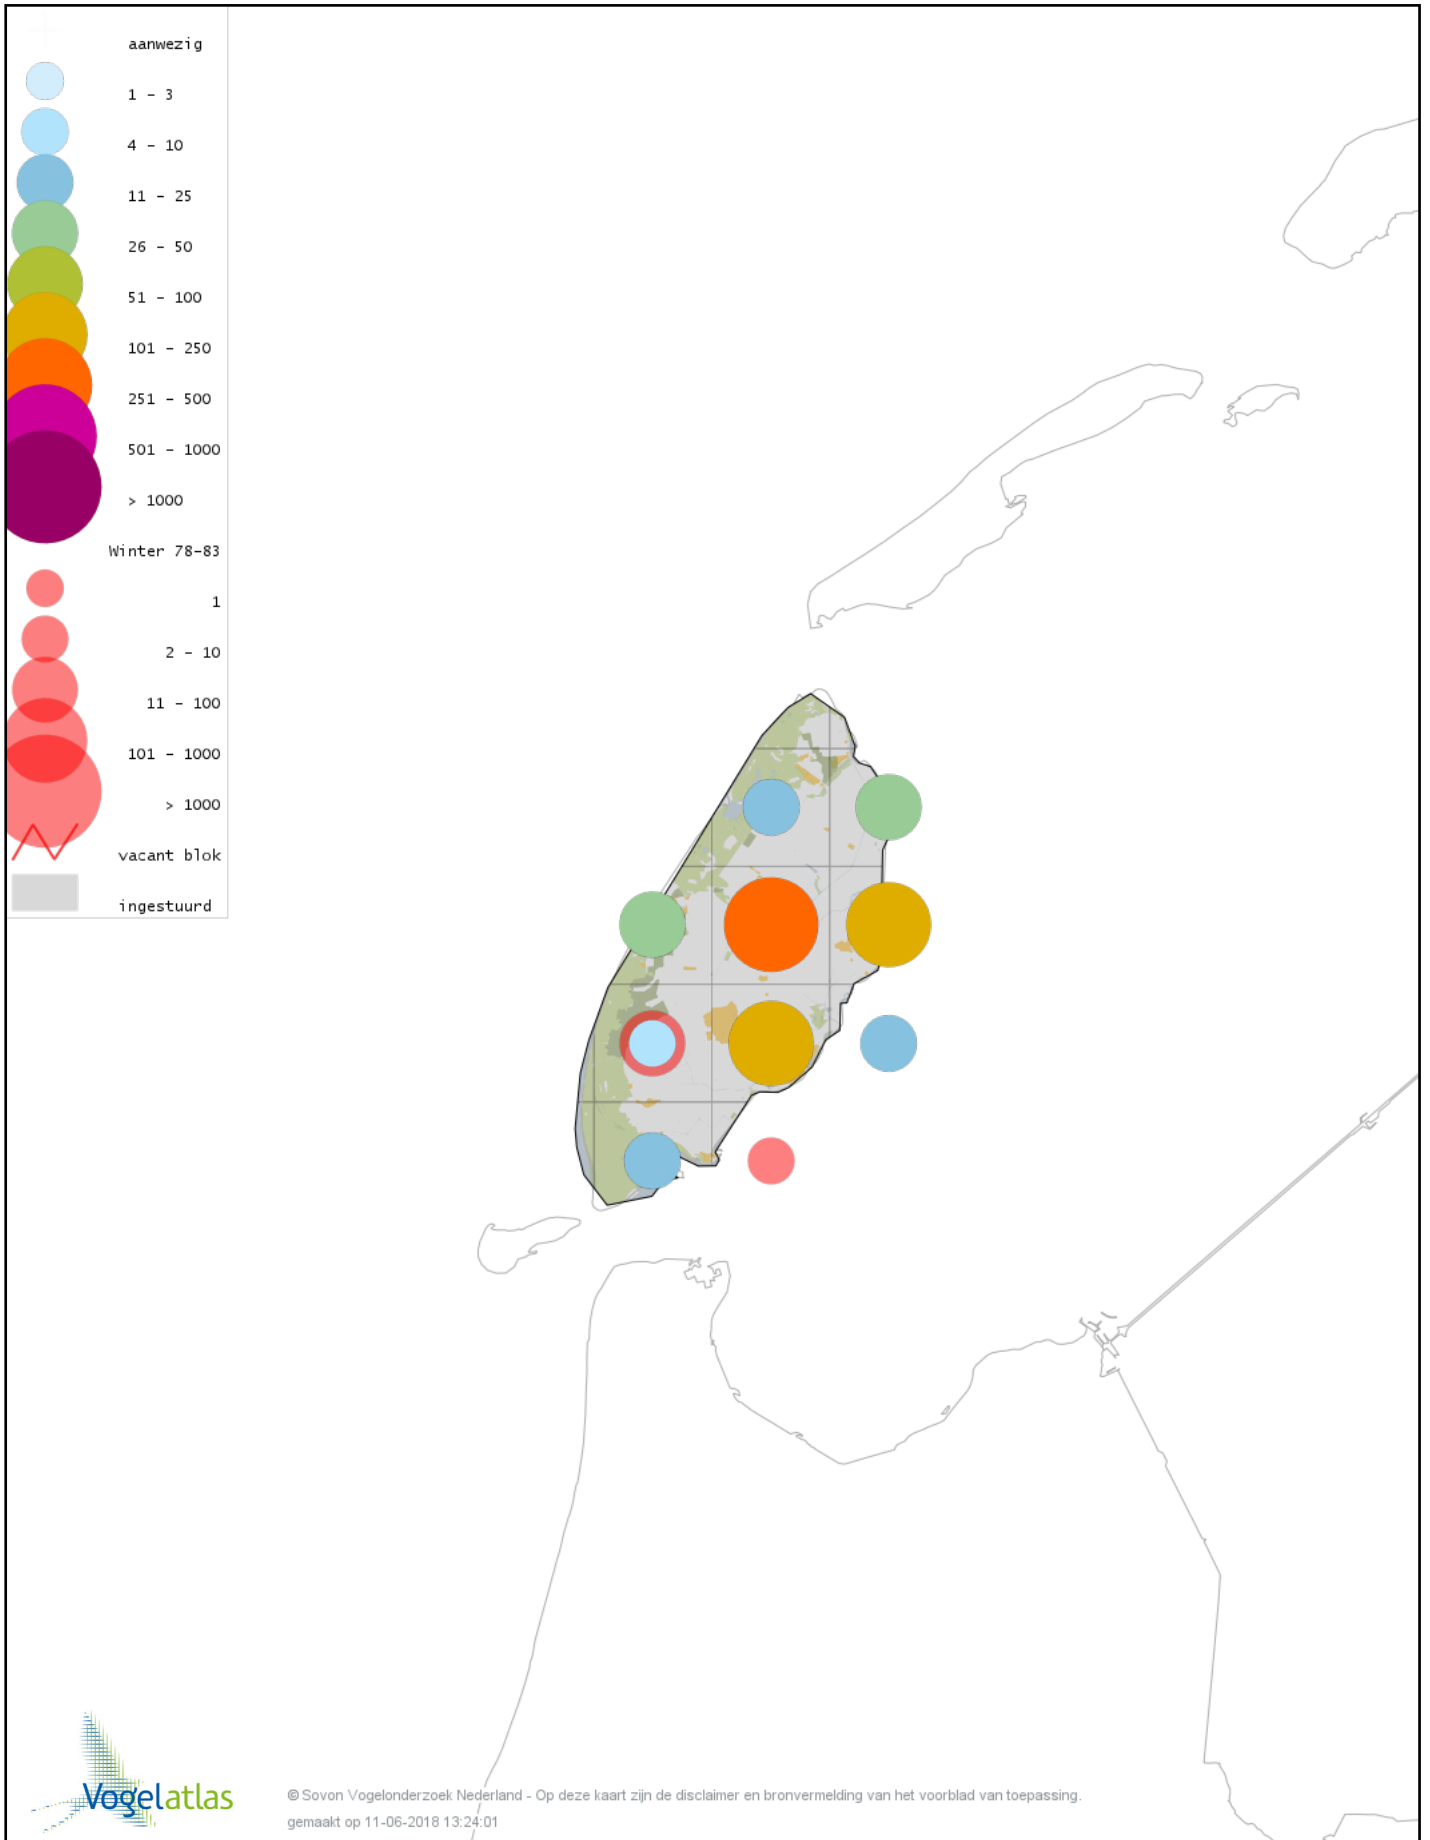 aanwezig
1 - 3
4 - 10
11 - 25
26 - 50
51 - 100
101 - 250
251 - 500
501 - 1000
> 1000
Winter 78-83
1
2 - 10
11 - 100
101 - 1000
> 1000
vacant blok
ingestuurd
Vogelatlas
© Sovon Vogelonderzoek Nederland - Op deze kaart zijn de disclaimer en bronvermelding van het voorblad van toepassing.
gemaakt op 11-06-2018 13:24:01